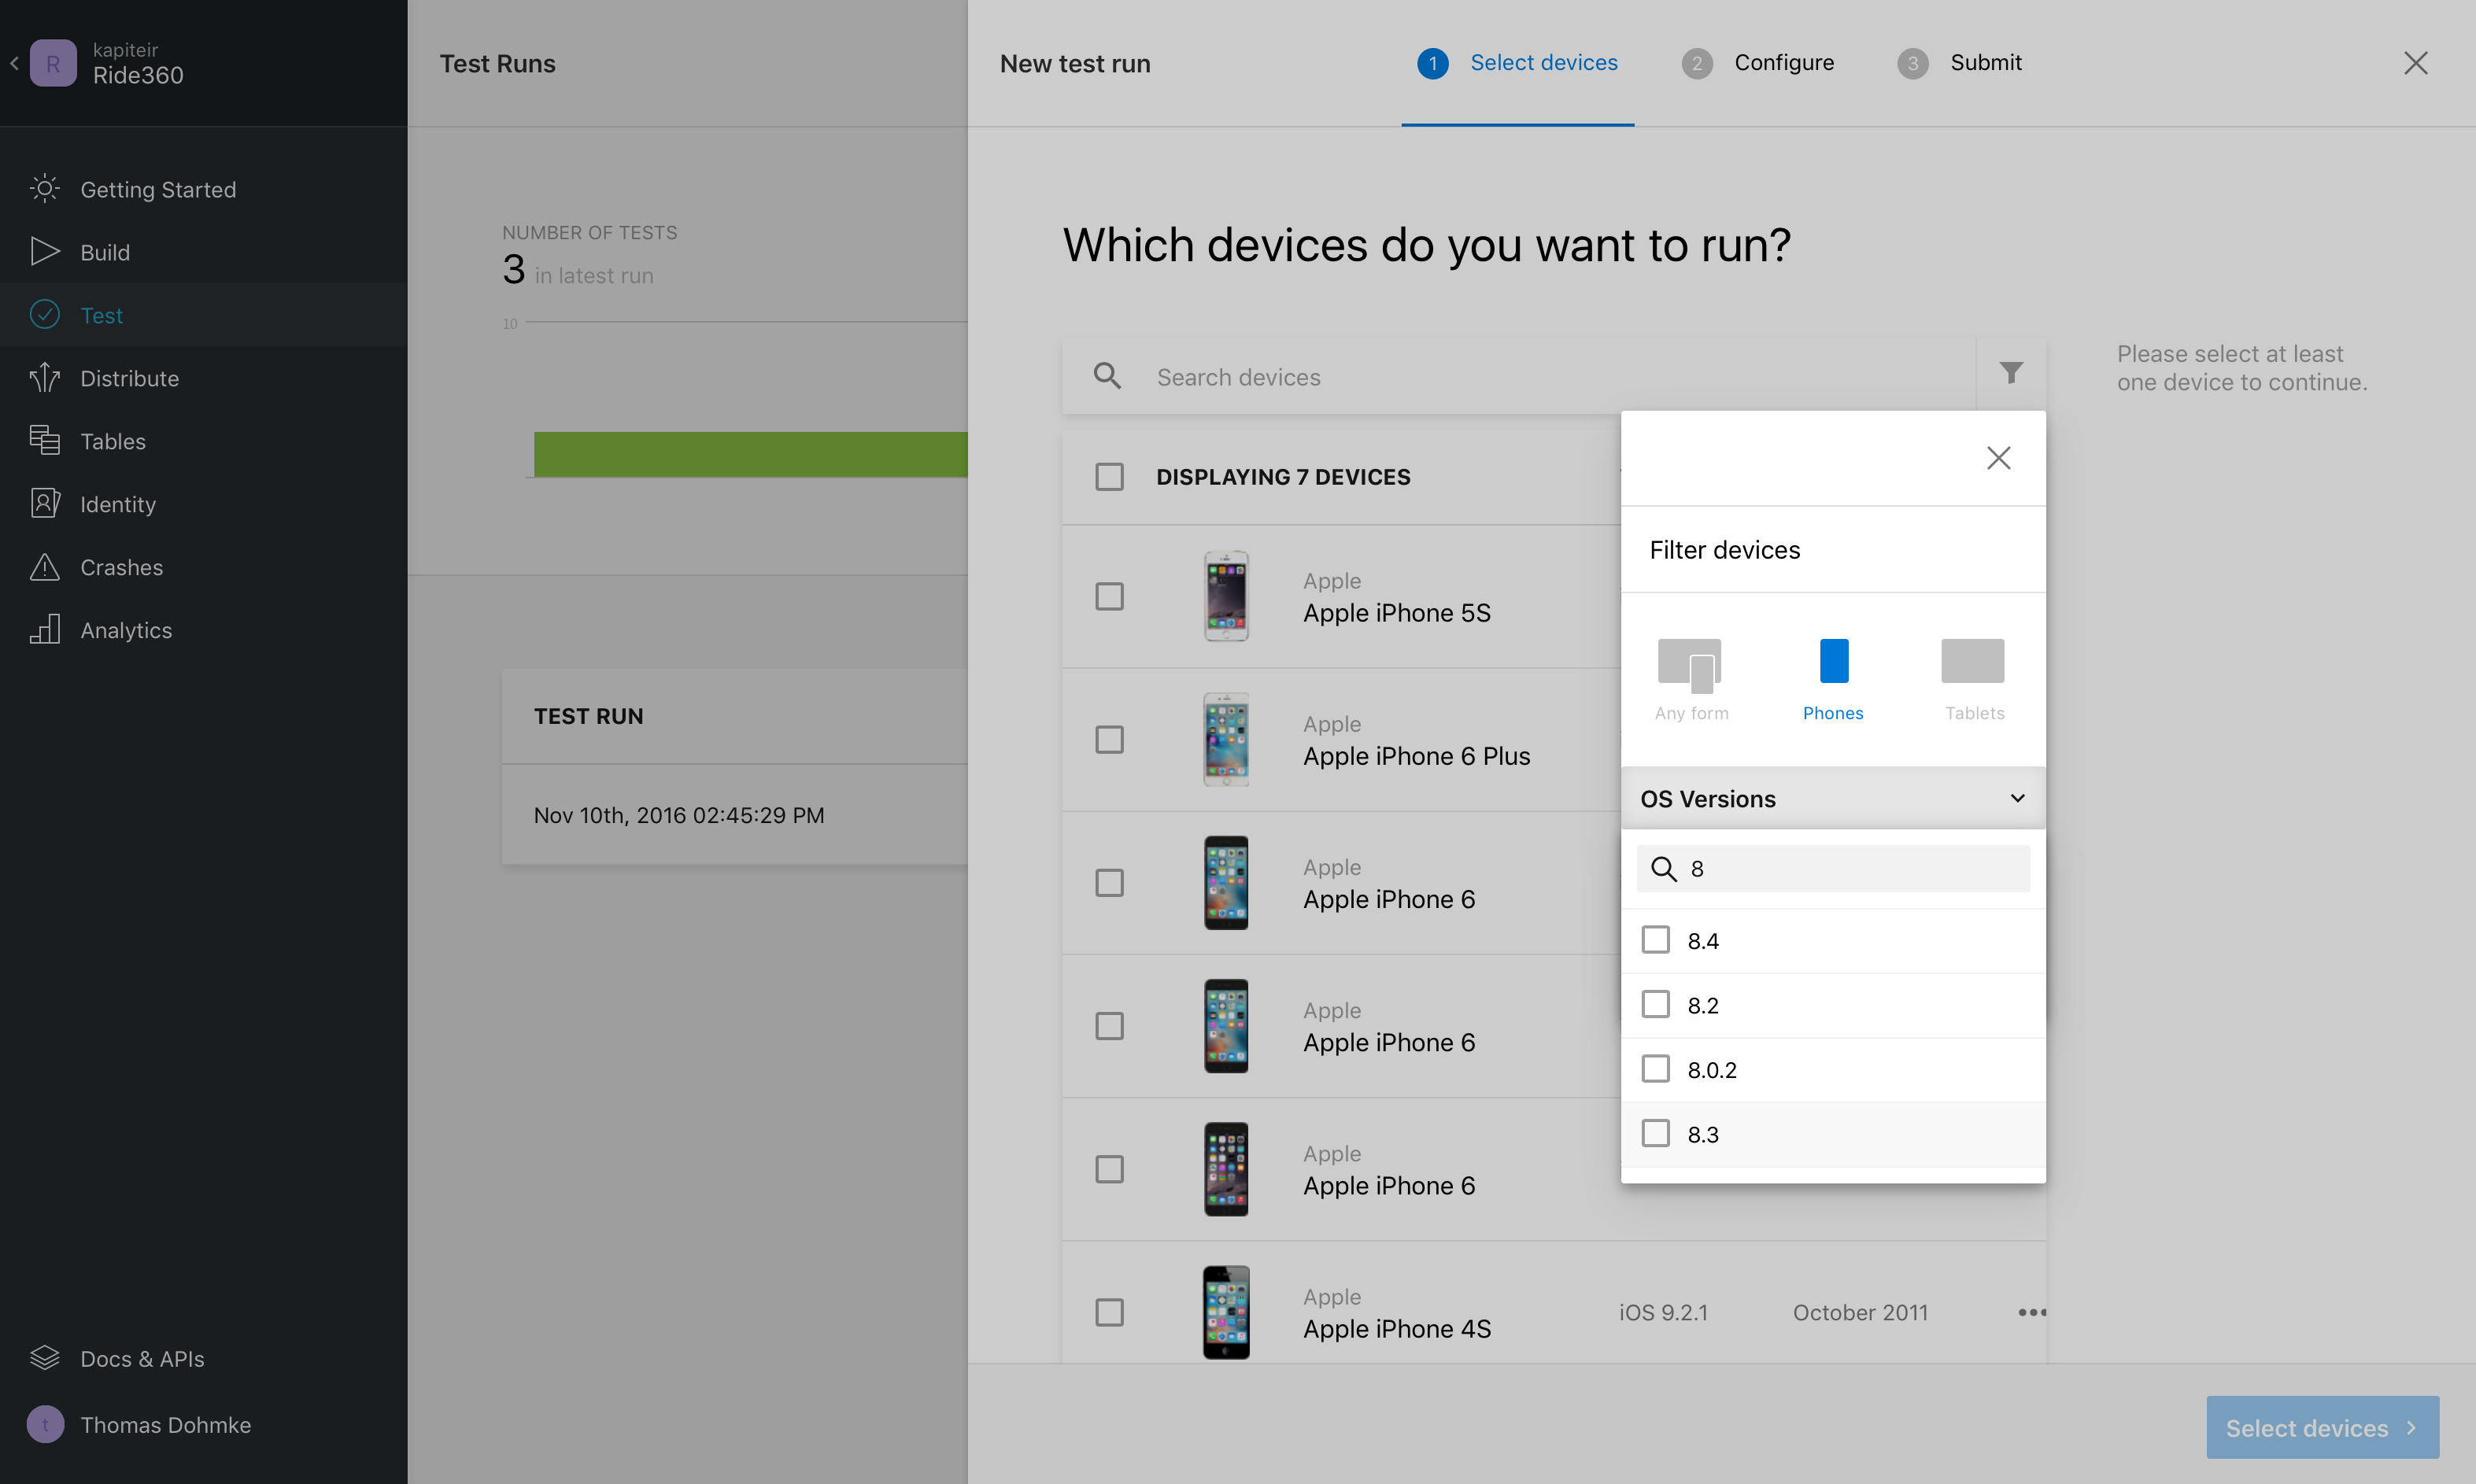 kapiteir
R
Ride360
Getting Started
Build
Test
Distribute
Tables
Identity
Crashes
Analytics
Docs & APIs
t
Thomas Dohmke
Test Runs
NUMBER OF TESTS
3 in latest run
10
TEST RUN
Nov 10th, 2016 02:45:29 PM
New test run
1 Select devices
2 Configure
3 Submit
Which devices do you want to run?
Search devices
Please select at least
one device to continue.
DISPLAYING 7 DEVICES
Apple
Apple iPhone 5S
Apple
Apple iPhone 6 Plus
Apple
Apple iPhone 6
Apple
Apple iPhone 6
Apple
Apple iPhone 6
Apple
Apple iPhone 4S
iOS 9.2.1
October 2011
Filter devices
Any form
Phones
Tablets
OS Versions
8
8.4
8.2
8.0.2
8.3
Select devices